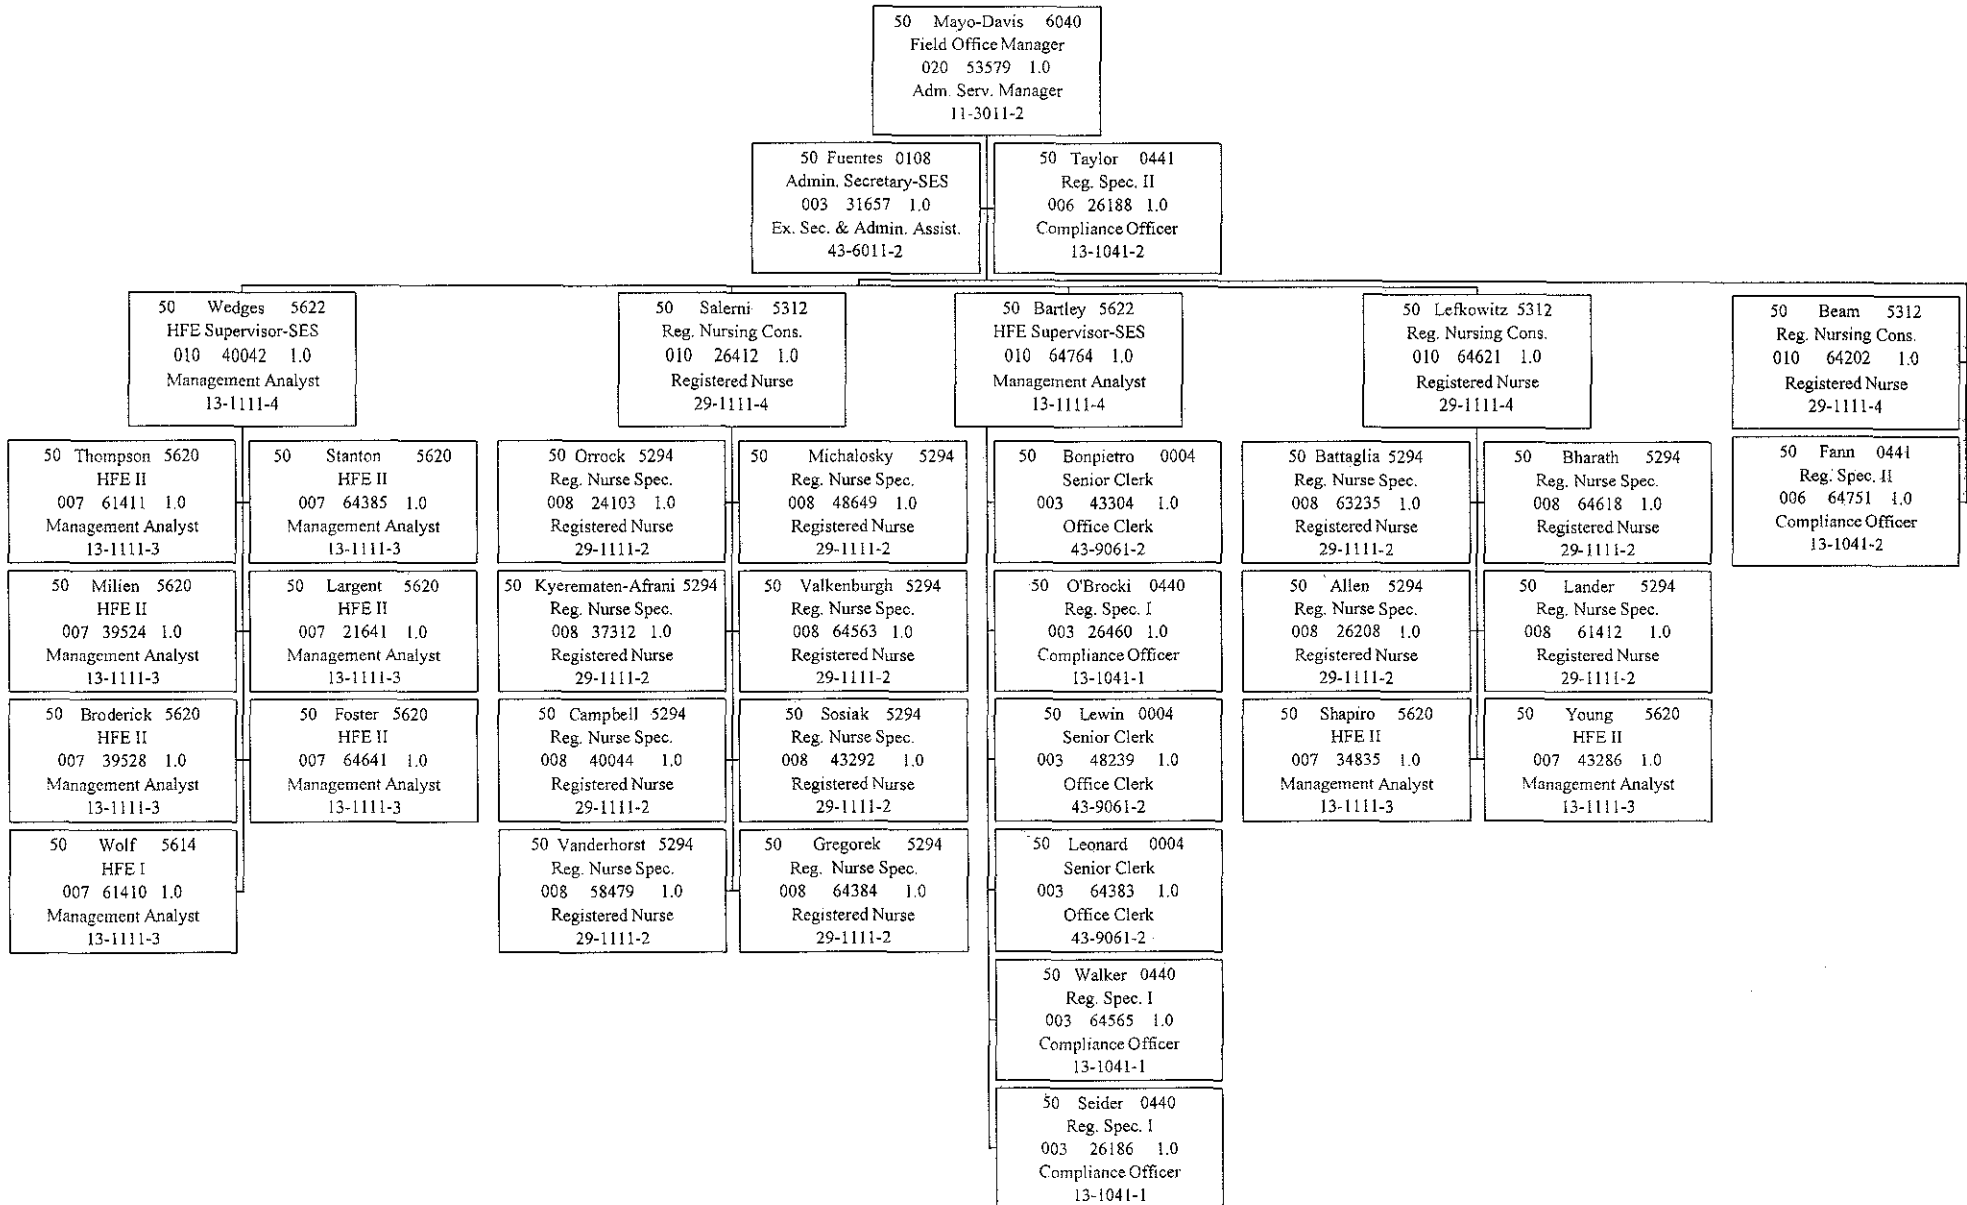 50 Mayo-Davis 6040
Field Office Manager
020 53579 1.0
Adm. Serv. Manager
11-3011-2
50 Fuentes 0108
Admin. Secretary-SES
003 31657 1.0
Ex. Sec. & Admin. Assist.
43-6011-2
50 Taylor 0441
Reg. Spec. II
006 26188 1.0
Compliance Officer
13-1041-2
50 Wedges 5622
HFE Supervisor-SES
010 40042 1.0
Management Analyst
13-1111-4
50 Salerni 5312
Reg. Nursing Cons.
010 26412 1.0
Registered Nurse
29-1111-4
50 Bartley 5622
HFE Supervisor-SES
010 64764 1.0
Management Analyst
13-1111-4
50 Lefkowitz 5312
Reg. Nursing Cons.
010 64621 1.0
Registered Nurse
29-1111-4
50 Beam 5312
Reg. Nursing Cons.
010 64202 1.0
Registered Nurse
29-1111-4
50 Thompson 5620
HFE II
007 61411 1.0
Management Analyst
13-1111-3
50 Stanton 5620
HFE II
007 64385 1.0
Management Analyst
13-1111-3
50 Orrock 5294
Reg. Nurse Spec.
008 24103 1.0
Registered Nurse
29-1111-2
50 Michalosky 5294
Reg. Nurse Spec.
008 48649 1.0
Registered Nurse
29-1111-2
50 Bonpietro 0004
Senior Clerk
003 43304 1.0
Office Clerk
43-9061-2
50 Battaglia 5294
Reg. Nurse Spec.
008 63235 1.0
Registered Nurse
29-1111-2
50 Bharath 5294
Reg. Nurse Spec.
008 64618 1.0
Registered Nurse
29-1111-2
50 Fann 0441
Reg. Spec. II
006 64751 1.0
Compliance Officer
13-1041-2
50 Milien 5620
HFE II
007 39524 1.0
Management Analyst
13-1111-3
50 Largent 5620
HFE II
007 21641 1.0
Management Analyst
13-1111-3
50 Kyerematen-Afrani 5294
Reg. Nurse Spec.
008 37312 1.0
Registered Nurse
29-1111-2
50 Valkenburgh 5294
Reg. Nurse Spec.
008 64563 1.0
Registered Nurse
29-1111-2
50 O'Brocki 0440
Reg. Spec. I
003 26460 1.0
Compliance Officer
13-1041-1
50 Allen 5294
Reg. Nurse Spec.
008 26208 1.0
Registered Nurse
29-1111-2
50 Lander 5294
Reg. Nurse Spec.
008 61412 1.0
Registered Nurse
29-1111-2
50 Broderick 5620
HFE II
007 39528 1.0
Management Analyst
13-1111-3
50 Foster 5620
HFE II
007 64641 1.0
Management Analyst
13-1111-3
50 Campbell 5294
Reg. Nurse Spec.
008 40044 1.0
Registered Nurse
29-1111-2
50 Sosiak 5294
Reg. Nurse Spec.
008 43292 1.0
Registered Nurse
29-1111-2
50 Lewin 0004
Senior Clerk
003 48239 1.0
Office Clerk
43-9061-2
50 Shapiro 5620
HFE II
007 34835 1.0
Management Analyst
13-1111-3
50 Young 5620
HFE II
007 43286 1.0
Management Analyst
13-1111-3
50 Wolf 5614
HFE I
007 61410 1.0
Management Analyst
13-1111-3
50 Vanderhorst 5294
Reg. Nurse Spec.
008 58479 1.0
Registered Nurse
29-1111-2
50 Gregorek 5294
Reg. Nurse Spec.
008 64384 1.0
Registered Nurse
29-1111-2
50 Leonard 0004
Senior Clerk
003 64383 1.0
Office Clerk
43-9061-2
50 Walker 0440
Reg. Spec. I
003 64565 1.0
Compliance Officer
13-1041-1
50 Seider 0440
Reg. Spec. I
003 26186 1.0
Compliance Officer
13-1041-1